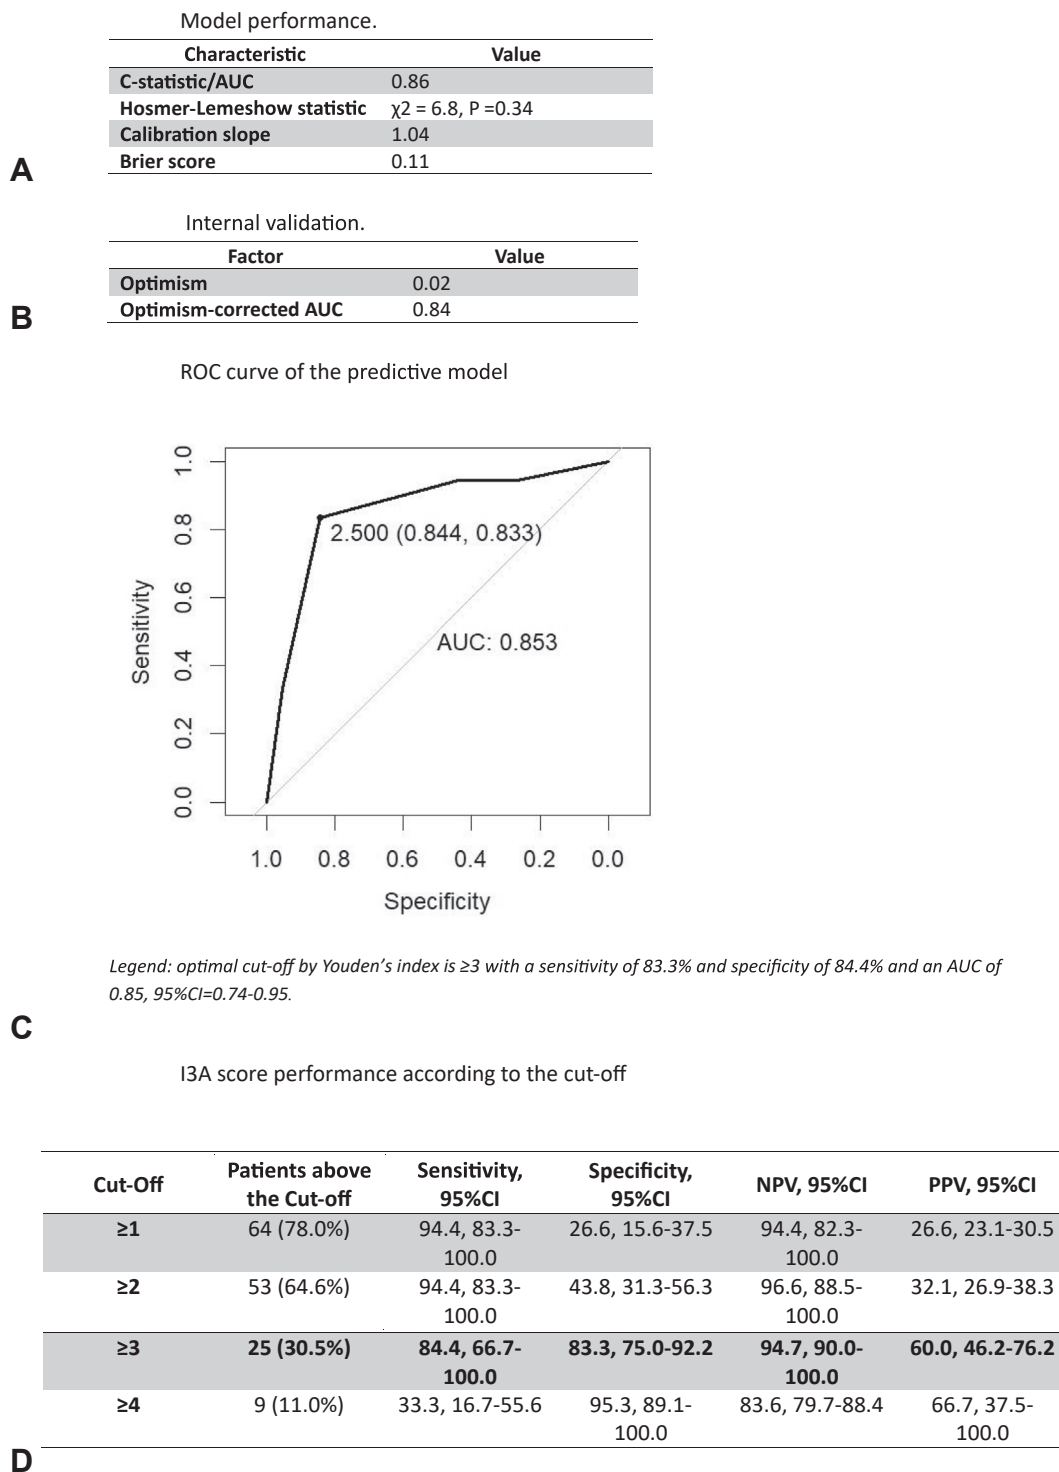 Model performance.
Characteristic Value
C-statistic/AUC 0.86
Hosmer-Lemeshow statistic χ2 = 6.8, P =0.34
Calibration slope 1.04
Brier score 0.11
A
Internal validation.
Factor Value
Optimism 0.02
Optimism-corrected AUC 0.84
B
ROC curve of the predictive model
1.0
0.8
0.6
0.4
0.2
0.0
Sensitivity
2.500 (0.844, 0.833)
AUC: 0.853
1.0 0.8 0.6 0.4 0.2 0.0
Specificity
Legend: optimal cut-off by Youden’s index is ≥3 with a sensitivity of 83.3% and specificity of 84.4% and an AUC of
0.85, 95%CI=0.74-0.95.
C
I3A score performance according to the cut-off
Cut-Off Patients above the Cut-off Sensitivity, 95%CI Specificity, 95%CI NPV, 95%CI PPV, 95%CI
≥1 64 (78.0%) 94.4, 83.3-100.0 26.6, 15.6-37.5 94.4, 82.3-100.0 26.6, 23.1-30.5
≥2 53 (64.6%) 94.4, 83.3-100.0 43.8, 31.3-56.3 96.6, 88.5-100.0 32.1, 26.9-38.3
≥3 25 (30.5%) 84.4, 66.7-100.0 83.3, 75.0-92.2 94.7, 90.0-100.0 60.0, 46.2-76.2
≥4 9 (11.0%) 33.3, 16.7-55.6 95.3, 89.1-100.0 83.6, 79.7-88.4 66.7, 37.5-100.0
D